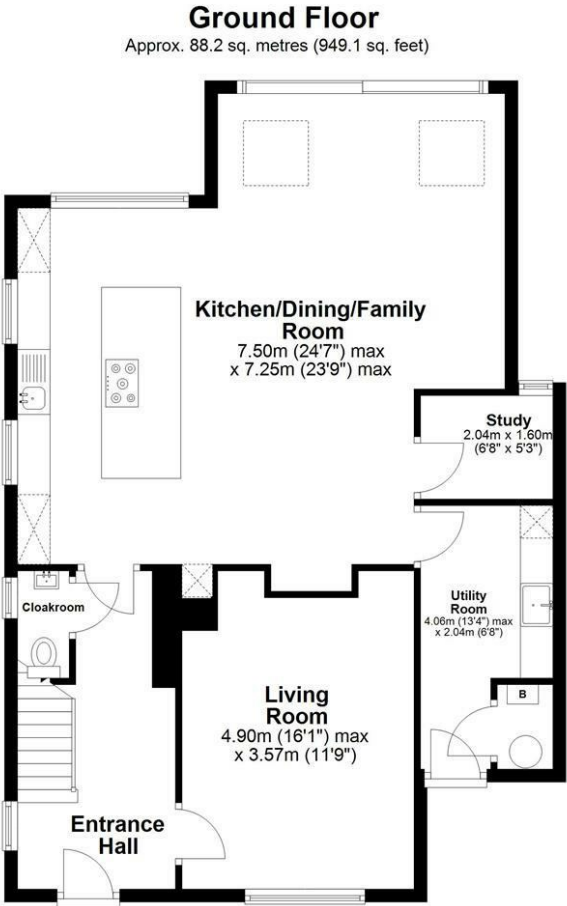 Ground Floor
Approx. 88.2 sq. metres (949.1 sq. feet)
Kitchen/Dining/Family
Room
7.50m (24'7") max
x 7.25m (23'9") max
Study
2.04m x 1.60m
(6'8" x 5'3")
Cloakroom
Utility
Room
4.06m (13'4") max
x 2.04m (6'8")
B
Living
Room
4.90m (16'1") max
x 3.57m (11'9")
Entrance
Hall